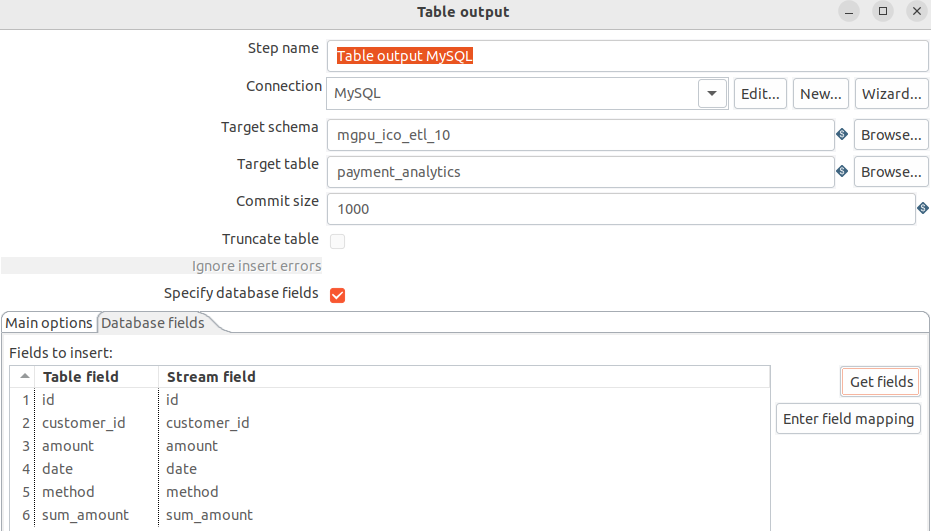 Table output
Step name Table output MySQL
Connection MySQL Edit... New... Wizard...
Target schema mgpu_ico_etl_10 Browse...
Target table payment_analytics Browse...
Commit size 1000
Truncate table
Ignore insert errors
Specify database fields
Main options Database fields
Fields to insert:
Table field Stream field
1 id id
2 customer_id customer_id
3 amount amount
4 date date
5 method method
6 sum_amount sum_amount
Get fields
Enter field mapping